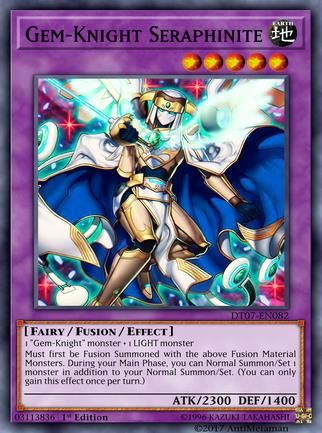 Gem-Knight Seraphinite
EARTH
地
DT07-EN082
[Fairy / Fusion / Effect]
1 "Gem-Knight" monster + 1 LIGHT monster
Must first be Fusion Summoned with the above Fusion Material
Monsters. During your Main Phase, you can Normal Summon/Set 1
monster in addition to your Normal Summon/Set. (You can only
gain this effect once per turn.)
ATK/2300 DEF/1400
03113836 1st Edition ©1996 KAZUKI TAKAHASHI
©2017 AntiMetaman